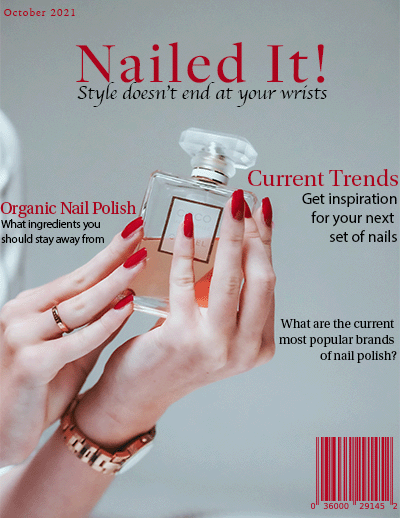 October 2021
Nailed It!
Style doesn't end at your wrists
Current Trends
Get inspiration
for your next
set of nails
Organic Nail Polish
What ingredients you
should stay away from
COCO
What are the current
most popular brands
of nail polish?
0 36000 29145 2